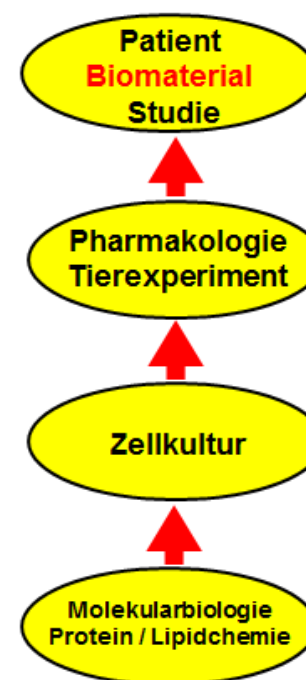 Patient
Biomaterial
Studie
Pharmakologie
Tierexperiment
Zellkultur
Molekularbiologie
Protein / Lipidchemie